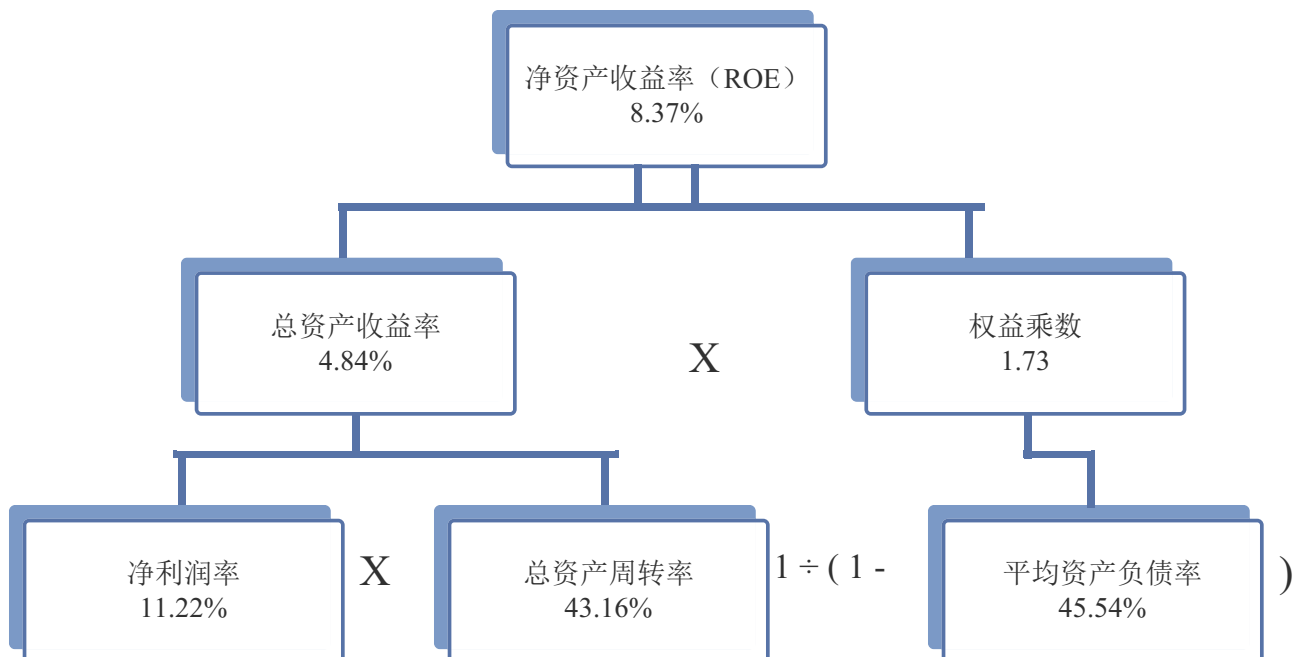 净资产收益率（ROE）
8.37%
总资产收益率
4.84%
X
权益乘数
1.73
净利润率
11.22%
X
总资产周转率
43.16%
1 ÷ ( 1 -
平均资产负债率
45.54%
)